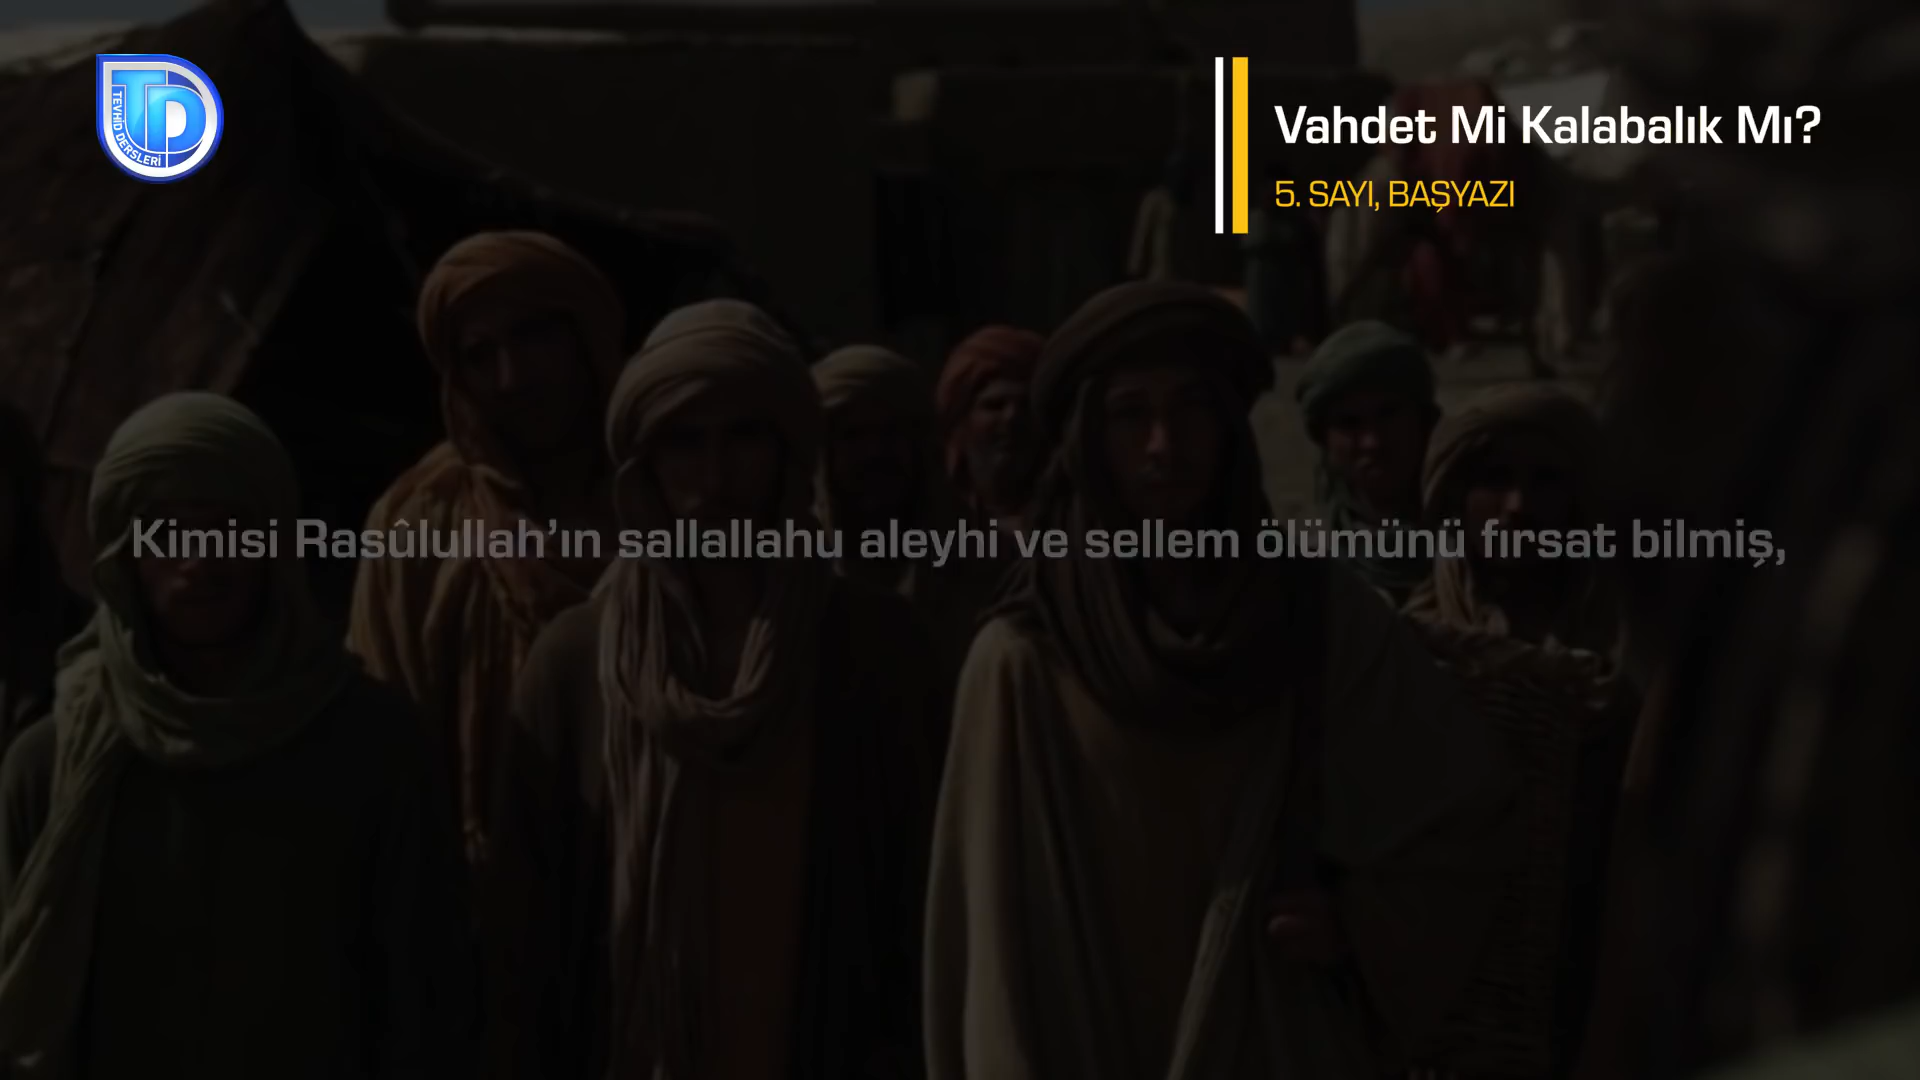 TD
TEVHİD DERSLERİ
Vahdet Mi Kalabalık Mı?
5. SAYI, BAŞYAZI
Kimisi Rasûlullah’ın sallallahu aleyhi ve sellem ölümünü fırsat bilmiş,